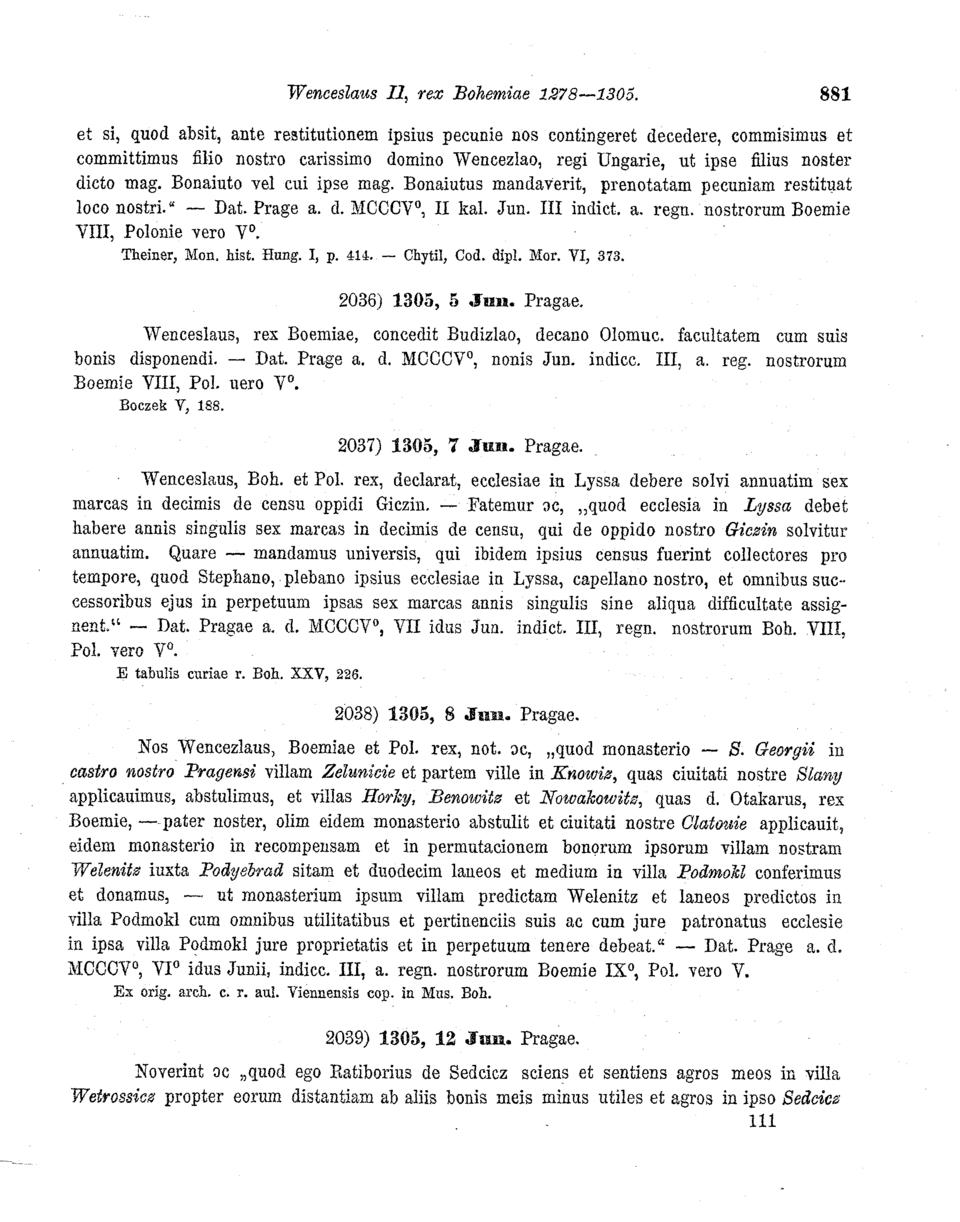 Wenceslaus II, rex Bohemiae 1278—1305. 881
et si, quod absit, ante restitutionem ipsius pecunie nos contingeret decedere, commisimus et
committimus filio nostro carissimo domino Wencezlao, regi Ungarie, ut ipse filius noster
dicto mag. Bonaiuto vel cui ipse mag. Bonaiutus mandaverit, prenotatam pecuniam restituat
loco nostri.“ — Dat. Prage a. d. MCCCV⁰, II kal. Jun. III indict. a. regn. nostrorum Boemie
VIII, Polonie vero V⁰.
Theiner, Mon. hist. Hung. I, p. 414. — Chytil, Cod. dipl. Mor. VI, 373.
2036) 1305, 5 Jun. Pragae.
Wenceslaus, rex Boemiae, concedit Budizlao, decano Olomuc. facultatem cum suis
bonis disponendi. — Dat. Prage a. d. MCCCV⁰, nonis Jun. indicc. III, a. reg. nostrorum
Boemie VIII, Pol. uero V⁰.
Boczek V, 188.
2037) 1305, 7 Jun. Pragae.
Wenceslaus, Boh. et Pol. rex, declarat, ecclesiae in Lyssa debere solvi annuatim sex
marcas in decimis de censu oppidi Giczin. — Fatemur ɔc, „quod ecclesia in Lyssa debet
habere annis singulis sex marcas in decimis de censu, qui de oppido nostro Giczin solvitur
annuatim. Quare — mandamus universis, qui ibidem ipsius census fuerint collectores pro
tempore, quod Stephano, plebano ipsius ecclesiae in Lyssa, capellano nostro, et omnibus suc-
cessoribus ejus in perpetuum ipsas sex marcas annis singulis sine aliqua difficultate assig-
nent.“ — Dat. Pragae a. d. MCCCV⁰, VII idus Jun. indict. III, regn. nostrorum Boh. VIII,
Pol. vero V⁰.
E tabulis curiae r. Boh. XXV, 226.
2038) 1305, 8 Jun. Pragae.
Nos Wencezlaus, Boemiae et Pol. rex, not. ɔc, „quod monasterio — S. Georgii in
castro nostro Pragensi villam Zelunicie et partem ville in Knowiz, quas ciuitati nostre Slany
applicauimus, abstulimus, et villas Horky, Benowitz et Nowakowitz, quas d. Otakarus, rex
Boemie, — pater noster, olim eidem monasterio abstulit et ciuitati nostre Clatouie applicauit,
eidem monasterio in recompensam et in permutacionem bonorum ipsorum villam nostram
Welenitz iuxta Podyebrad sitam et duodecim laneos et medium in villa Podmokl conferimus
et donamus, — ut monasterium ipsum villam predictam Welenitz et laneos predictos in
villa Podmokl cum omnibus utilitatibus et pertinenciis suis ac cum jure patronatus ecclesie
in ipsa villa Podmokl jure proprietatis et in perpetuum tenere debeat.“ — Dat. Prage a. d.
MCCCV⁰, VI⁰ idus Junii, indicc. III, a. regn. nostrorum Boemie IX⁰, Pol. vero V.
Ex orig. arch. c. r. aul. Viennensis cop. in Mus. Boh.
2039) 1305, 12 Jun. Pragae.
Noverint ɔc „quod ego Ratiborius de Sedcicz sciens et sentiens agros meos in villa
Wetrossicz propter eorum distantiam ab aliis bonis meis minus utiles et agros in ipso Sedcicz
111